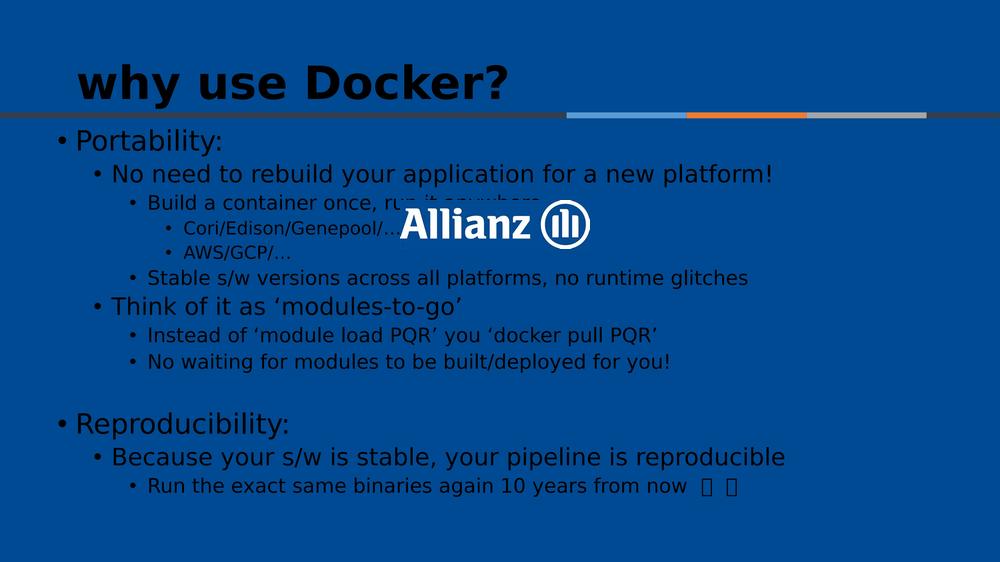 why use Docker?
• Portability:
• No need to rebuild your application for a new platform!
• Build a container once, run it anywhere
• Cori/Edison/Genepool/…
Allianz
• AWS/GCP/…
• Stable s/w versions across all platforms, no runtime glitches
• Think of it as ‘modules-to-go’
• Instead of ‘module load PQR’ you ‘docker pull PQR’
• No waiting for modules to be built/deployed for you!
• Reproducibility:
• Because your s/w is stable, your pipeline is reproducible
• Run the exact same binaries again 10 years from now